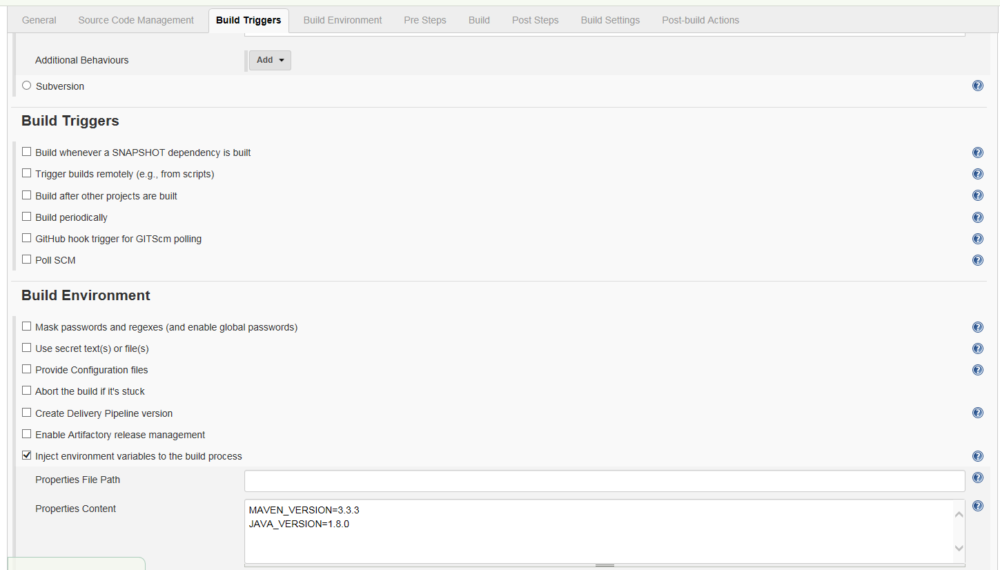 General Source Code Management Build Triggers Build Environment Pre Steps Build Post Steps Build Settings Post-build Actions
Additional Behaviours Add
Subversion
Build Triggers
Build whenever a SNAPSHOT dependency is built
Trigger builds remotely (e.g., from scripts)
Build after other projects are built
Build periodically
GitHub hook trigger for GITScm polling
Poll SCM
Build Environment
Mask passwords and regexes (and enable global passwords)
Use secret text(s) or file(s)
Provide Configuration files
Abort the build if it's stuck
Create Delivery Pipeline version
Enable Artifactory release management
Inject environment variables to the build process
Properties File Path
Properties Content
MAVEN_VERSION=3.3.3
JAVA_VERSION=1.8.0